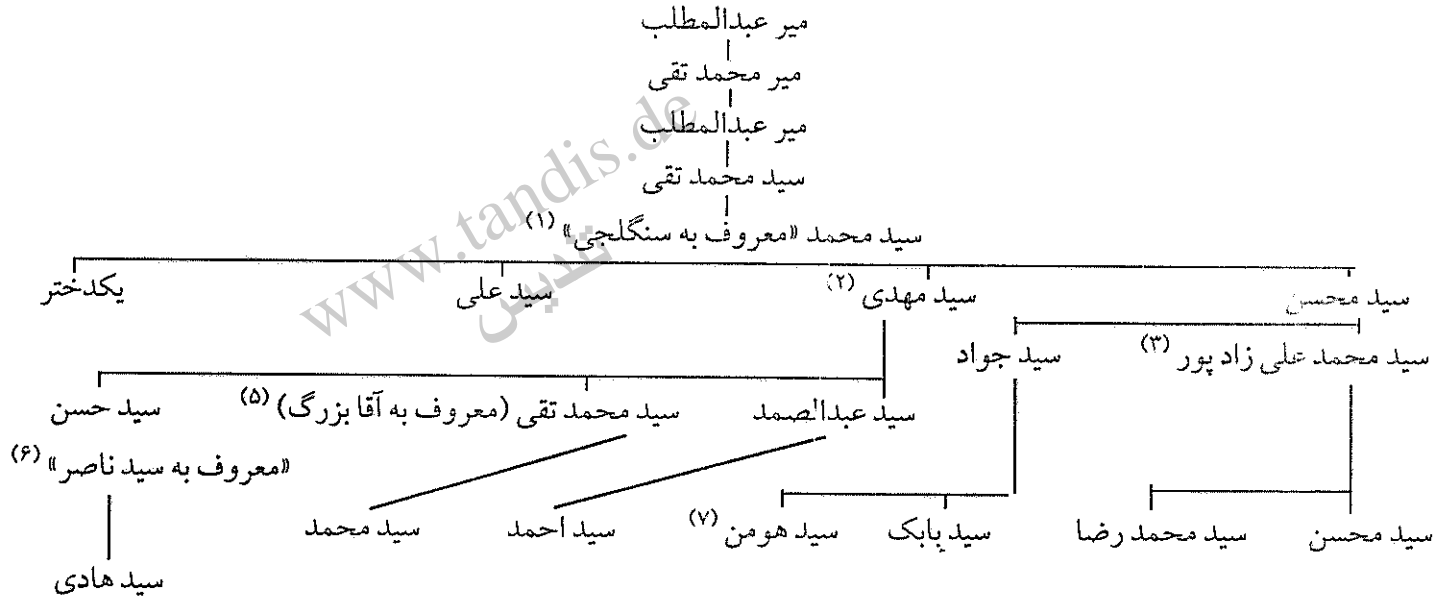 میر عبدالمطلب
میر محمد تقی
میر عبدالمطلب
سید محمد تقی
سید محمد «معروف به سنگلجی» (۱)
سید محسن سید مهدی (۲) سید علی یکدختر
سید محمد علی زاد پور (۳) سید جواد
سید عبدالصمد سید محمد تقی (معروف به آقا بزرگ) (۵) سید حسن
«معروف به سید ناصر» (۶)
سید محسن سید محمد رضا سید بابک سید هومن (۷) سید احمد سید محمد
سید هادی
www.tandis.de
تندیس